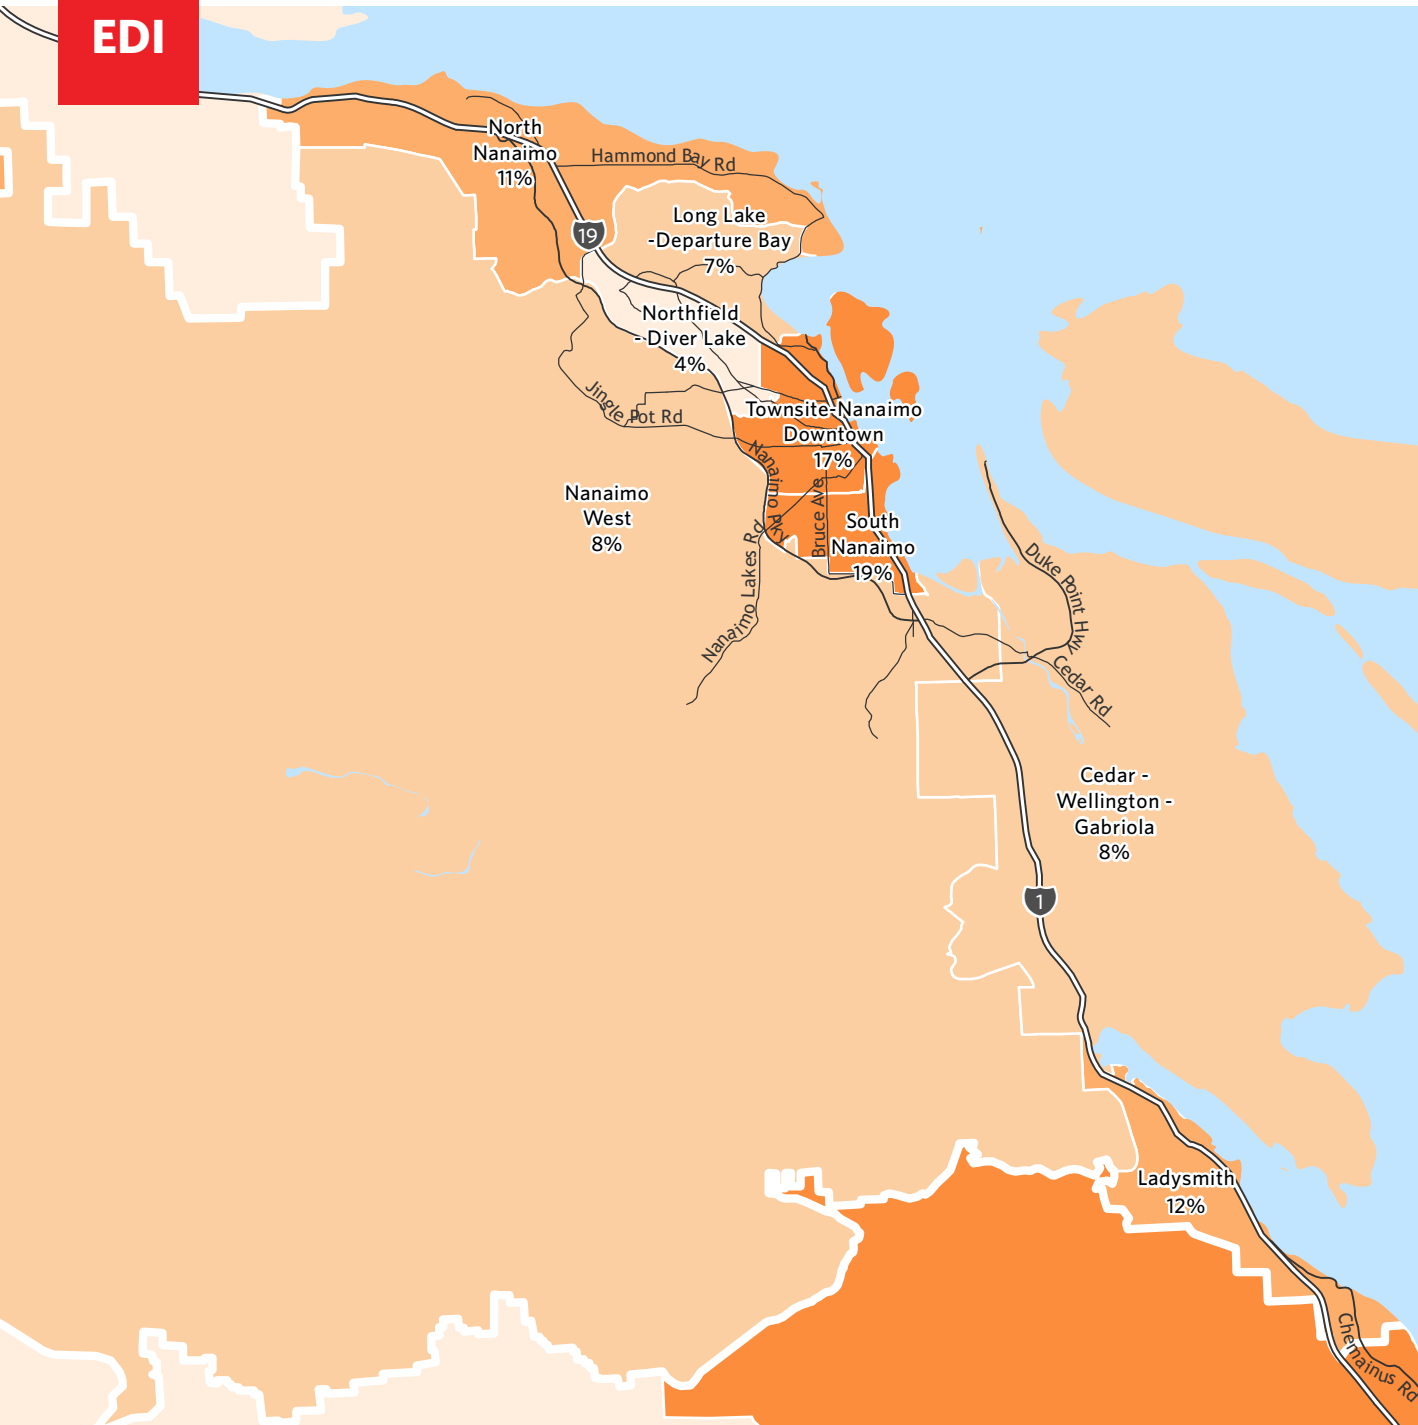 EDI
North
Nanaimo
11%
Hammond Bay Rd
19
Long Lake
-Departure Bay
7%
Northfield
- Diver Lake
4%
Jingle Pot Rd
Townsite-Nanaimo
Downtown
17%
Nanaimo Pky
Bruce Ave
Nanaimo
West
8%
South
Nanaimo
19%
Nanaimo Lakes Rd
Duke Point Hwy
Cedar Rd
Cedar -
Wellington -
Gabriola
8%
1
Ladysmith
12%
Chemainus Rd